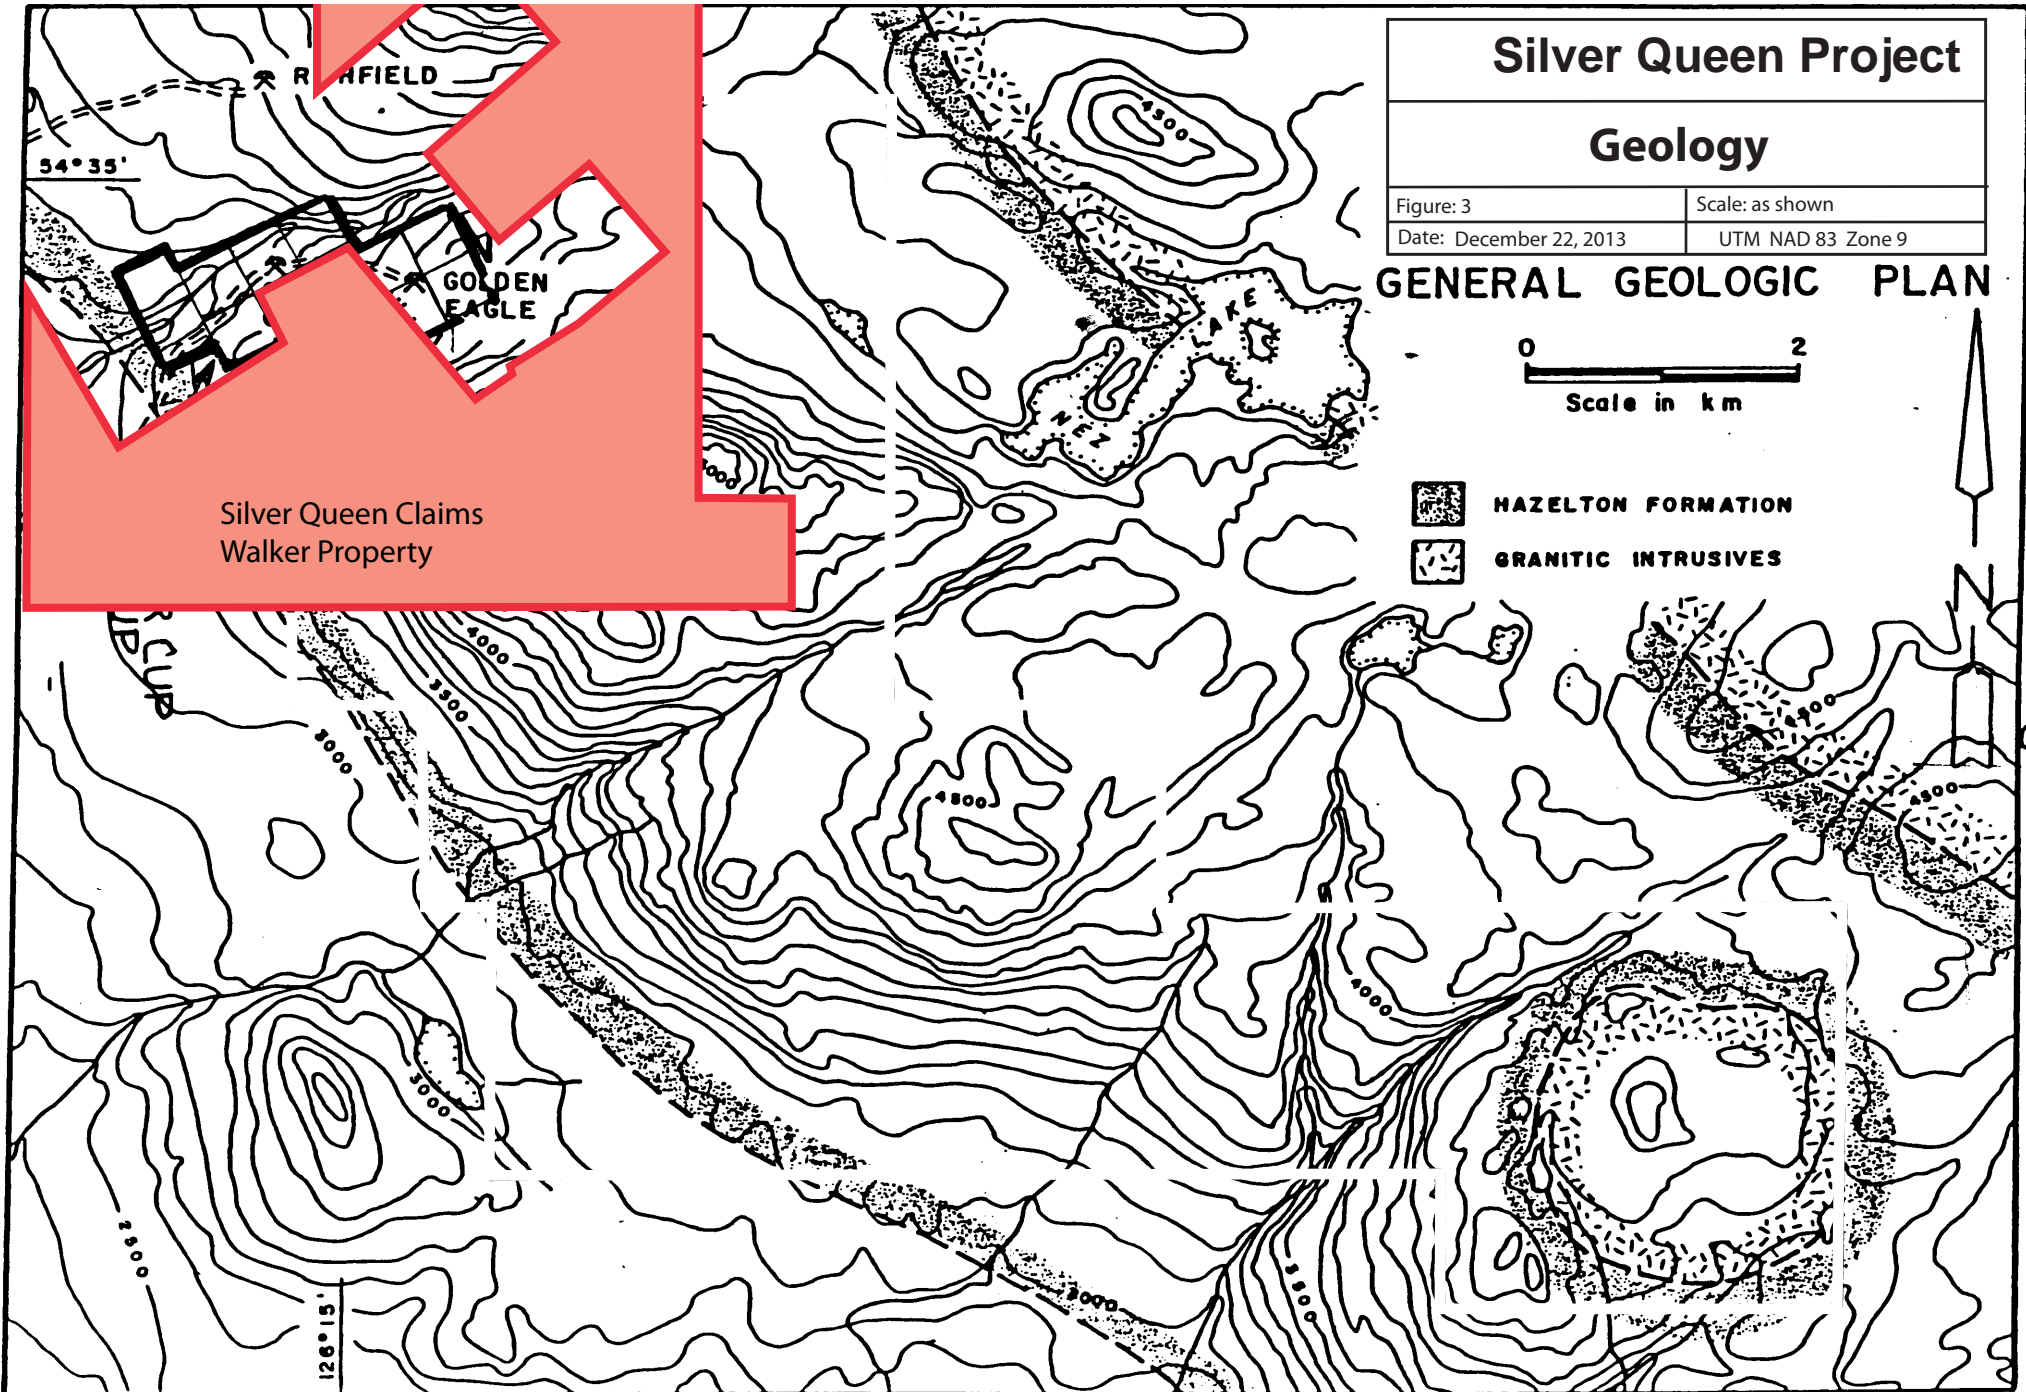 Silver Queen Project
Geology
Figure: 3
Scale: as shown
Date: December 22, 2013
UTM NAD 83 Zone 9
GENERAL GEOLOGIC PLAN
0 2
Scale in km
HAZELTON FORMATION
GRANITIC INTRUSIVES
N
54°35'
GOLDEN
EAGLE
4500
NEZ LAKE
Silver Queen Claims
Walker Property
R CUP
UP
4000
3500
3000
4500
4500
4500
4000
3000
2500
126°15'
3000
3500